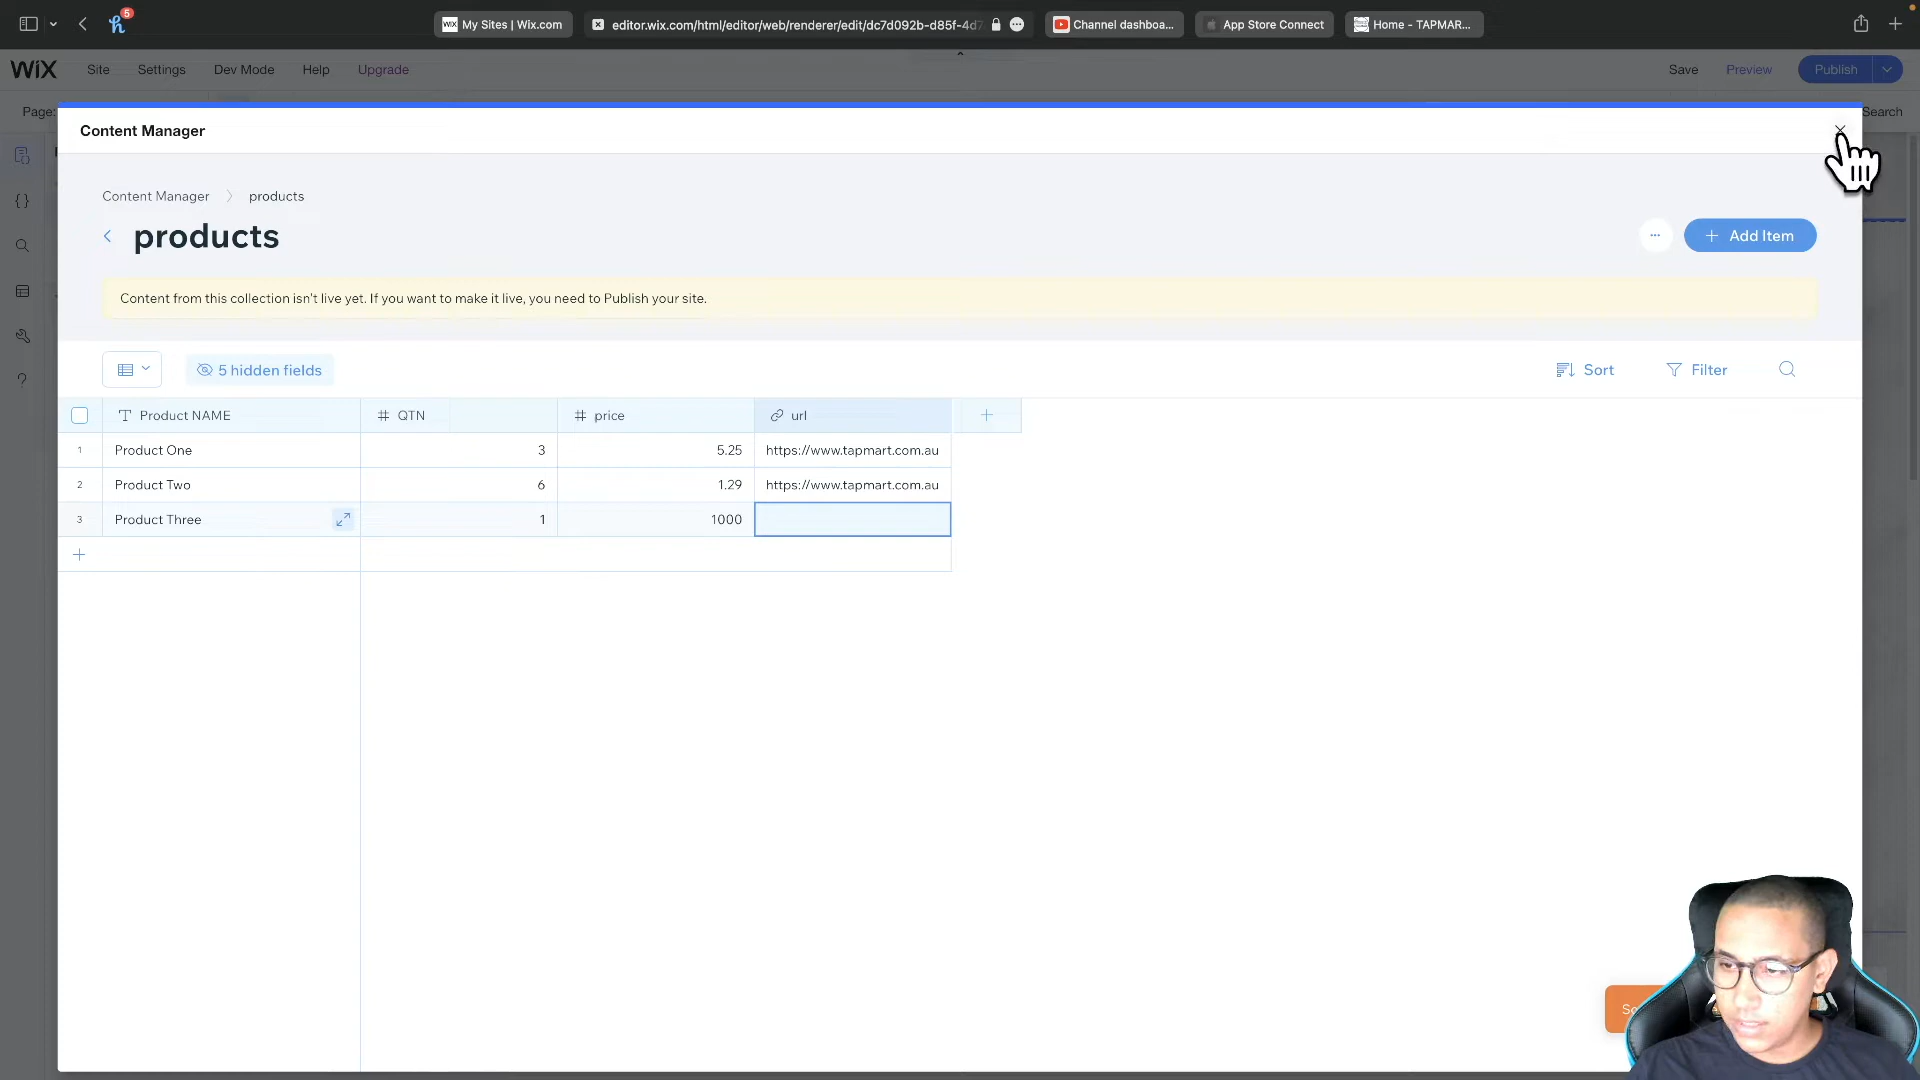 5
My Sites | Wix.com
editor.wix.com/html/editor/web/renderer/edit/dc7d092b-d85f-4d7
Channel dashboa...
App Store Connect
Home - TAPMAR...
WiX
Site
Settings
Dev Mode
Help
Upgrade
Save
Preview
Publish
Page:
Search
Content Manager
Content Manager
products
products
+ Add Item
Content from this collection isn't live yet. If you want to make it live, you need to Publish your site.
5 hidden fields
Sort
Filter
Product NAME # QTN # price url +
1 Product One 3 5.25 https://www.tapmart.com.au
2 Product Two 6 1.29 https://www.tapmart.com.au
3 Product Three 1 1000
+